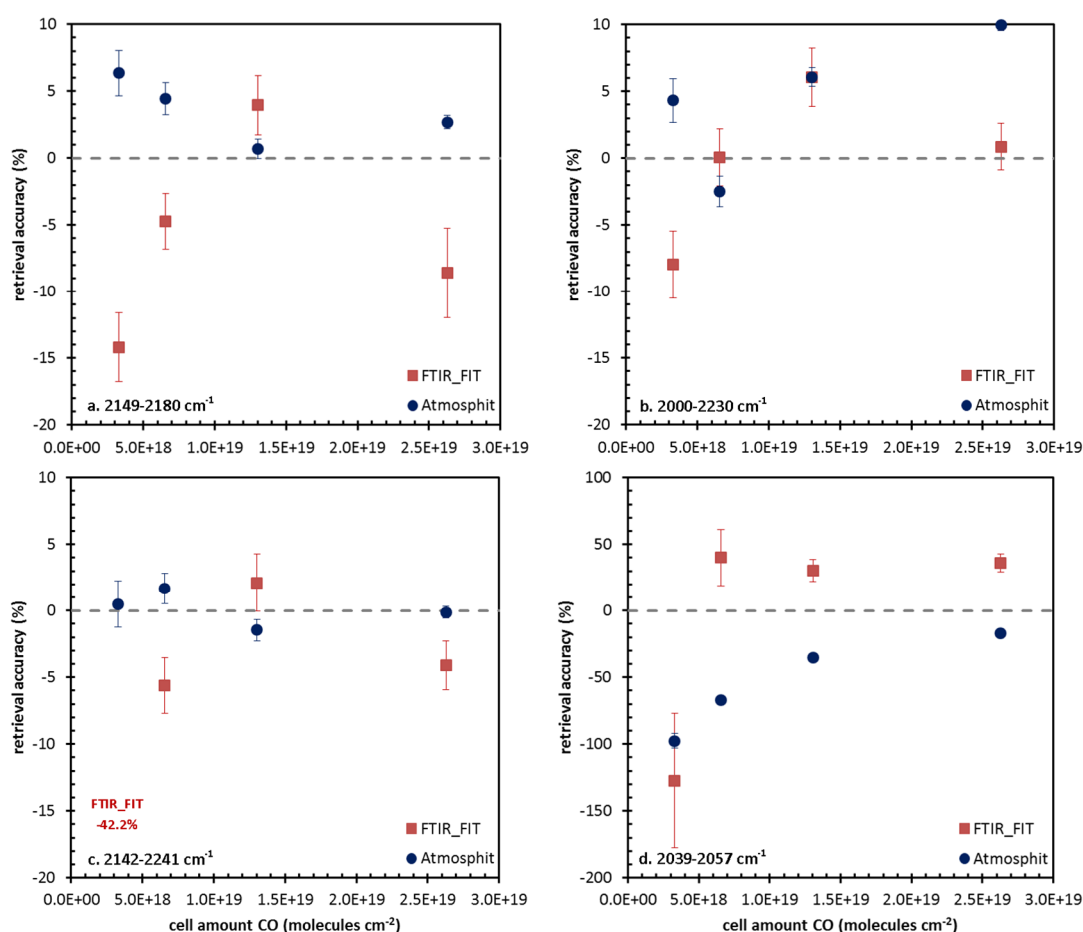 10
5
0
-5
-10
-15
-20
retrieval accuracy (%)
FTIR_FIT
Atmosphit
a. 2149-2180 cm-1
0.0E+00 5.0E+18 1.0E+19 1.5E+19 2.0E+19 2.5E+19 3.0E+19
10
5
0
-5
-10
-15
-20
retrieval accuracy (%)
FTIR_FIT
Atmosphit
b. 2000-2230 cm-1
0.0E+00 5.0E+18 1.0E+19 1.5E+19 2.0E+19 2.5E+19 3.0E+19
10
5
0
-5
-10
-15
-20
retrieval accuracy (%)
FTIR_FIT
-42.2%
FTIR_FIT
Atmosphit
c. 2142-2241 cm-1
0.0E+00 5.0E+18 1.0E+19 1.5E+19 2.0E+19 2.5E+19 3.0E+19
cell amount CO (molecules cm-2)
100
50
0
-50
-100
-150
-200
retrieval accuracy (%)
FTIR_FIT
Atmosphit
d. 2039-2057 cm-1
0.0E+00 5.0E+18 1.0E+19 1.5E+19 2.0E+19 2.5E+19 3.0E+19
cell amount CO (molecules cm-2)